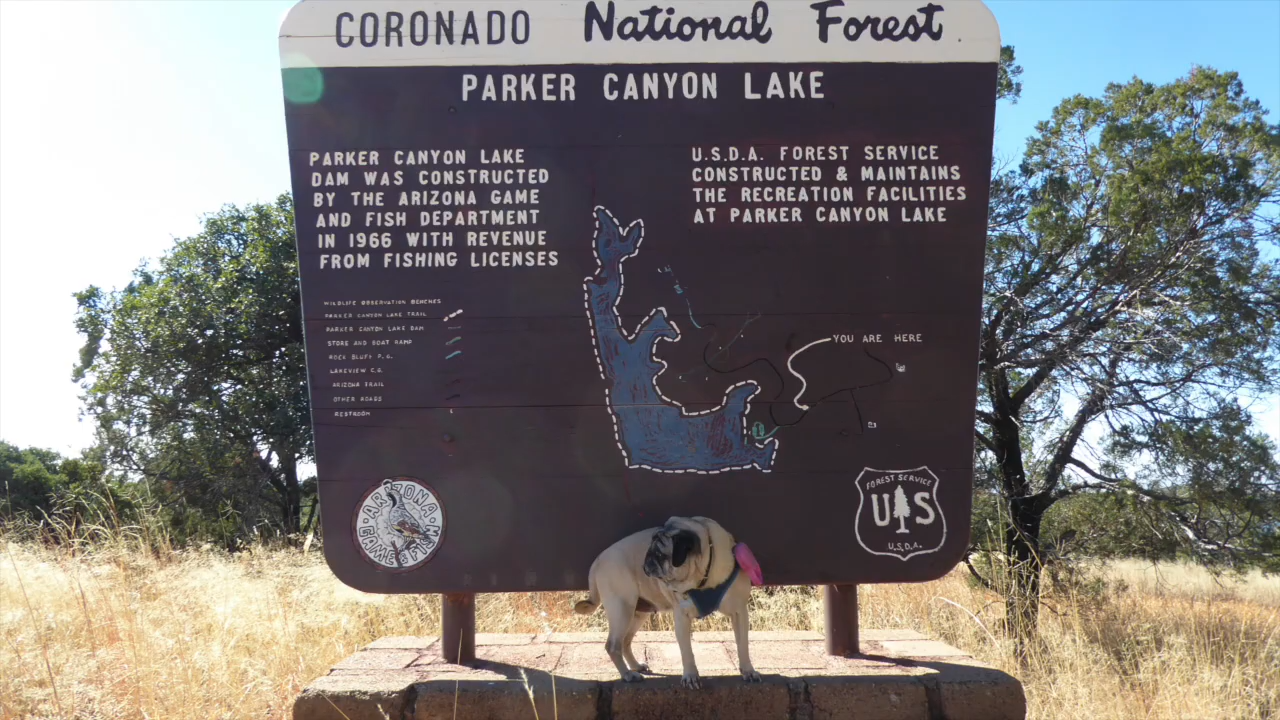 CORONADO National Forest
PARKER CANYON LAKE
PARKER CANYON LAKE
DAM WAS CONSTRUCTED
BY THE ARIZONA GAME
AND FISH DEPARTMENT
IN 1966 WITH REVENUE
FROM FISHING LICENSES
U.S.D.A. FOREST SERVICE
CONSTRUCTED & MAINTAINS
THE RECREATION FACILITIES
AT PARKER CANYON LAKE
WILDLIFE OBSERVATION BENCHES
PARKER CANYON LAKE TRAIL
PARKER CANYON LAKE DAM
STORE AND BOAT RAMP
ROCK BLUFF P.G.
LAKEVIEW C.G.
ARIZONA TRAIL
OTHER ROADS
RESTROOM
YOU ARE HERE
ARIZONA
GAME & FISH
FOREST SERVICE
US
U.S.D.A.